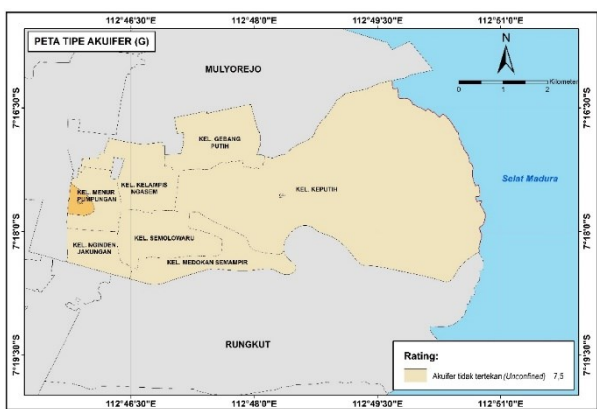 112°46'30"E 112°48'0"E 112°49'30"E 112°51'0"E
PETA TIPE AKUIFER (G)
N
Kilometer
0 0,5 1 2
MULYOREJO
7°16'30"S
7°16'30"S
KEL. GEBANG
PUTIH
Selat Madura
KEL. KELAMPIS
NGASEM
KEL. MENUR
PUMPUNGAN
KEL. KEPUTIH
7°18'0"S
7°18'0"S
KEL. SEMOLOWARU
KEL. NGINDEN
JAKUNGAN
KEL. MEDOKAN SEMAMPIR
RUNGKUT
7°19'30"S
7°19'30"S
Rating:
Akuifer tidak tertekan (Unconfined) 7,5
112°46'30"E 112°48'0"E 112°49'30"E 112°51'0"E